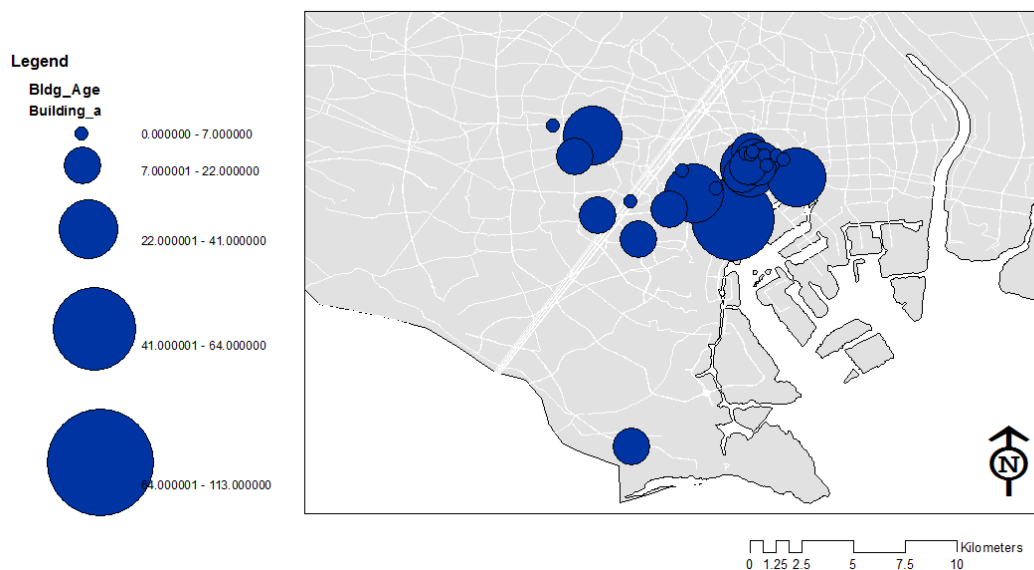 Legend
Bldg_Age
Building_a
0.000000 - 7.000000
7.000001 - 22.000000
22.000001 - 41.000000
41.000001 - 64.000000
64.000001 - 113.000000
N
Kilometers
0 1.25 2.5 5 7.5 10